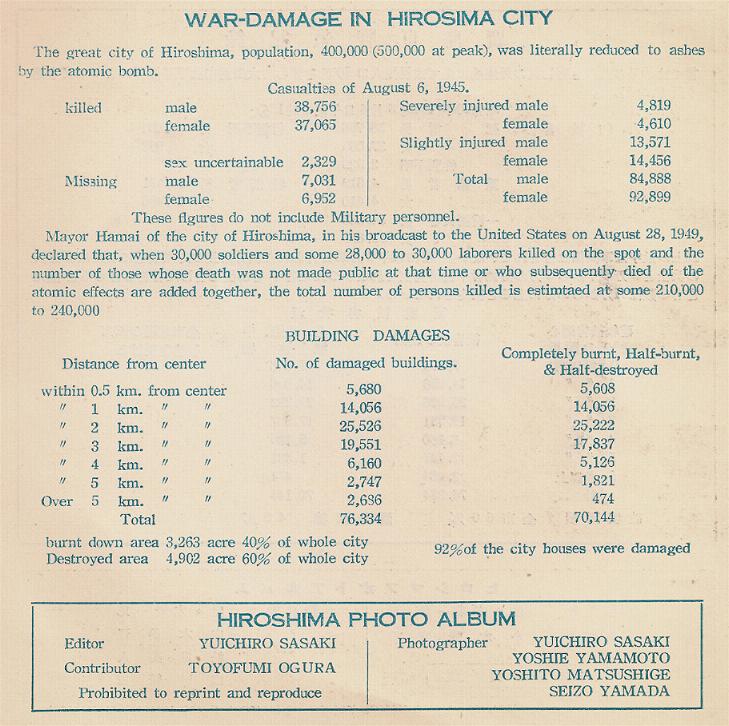 WAR-DAMAGE IN HIROSIMA CITY
The great city of Hiroshima, population, 400,000 (500,000 at peak), was literally reduced to ashes
by the atomic bomb.
Casualties of August 6, 1945.
killed male 38,756
female 37,065
sex uncertainable 2,329
Missing male 7,031
female 6,952
Severely injured male 4,819
female 4,610
Slightly injured male 13,571
female 14,456
Total male 84,888
female 92,899
These figures do not include Military personnel.
Mayor Hamai of the city of Hiroshima, in his broadcast to the United States on August 28, 1949,
declared that, when 30,000 soldiers and some 28,000 to 30,000 laborers killed on the spot and the
number of those whose death was not made public at that time or who subsequently died of the
atomic effects are added together, the total number of persons killed is estimtaed at some 210,000
to 240,000
BUILDING DAMAGES
Distance from center No. of damaged buildings. Completely burnt, Half-burnt,
& Half-destroyed
within 0.5 km. from center 5,680 5,608
〃 1 km. 〃 〃 14,056 14,056
〃 2 km. 〃 〃 25,526 25,222
〃 3 km. 〃 〃 19,551 17,837
〃 4 km. 〃 〃 6,160 5,126
〃 5 km. 〃 〃 2,747 1,821
Over 5 km. 〃 〃 2,686 474
Total 76,334 70,144
burnt down area 3,263 acre 40% of whole city
Destroyed area 4,902 acre 60% of whole city
92% of the city houses were damaged
HIROSHIMA PHOTO ALBUM
Editor YUICHIRO SASAKI
Contributor TOYOFUMI OGURA
Prohibited to reprint and reproduce
Photographer YUICHIRO SASAKI
YOSHIE YAMAMOTO
YOSHITO MATSUSHIGE
SEIZO YAMADA